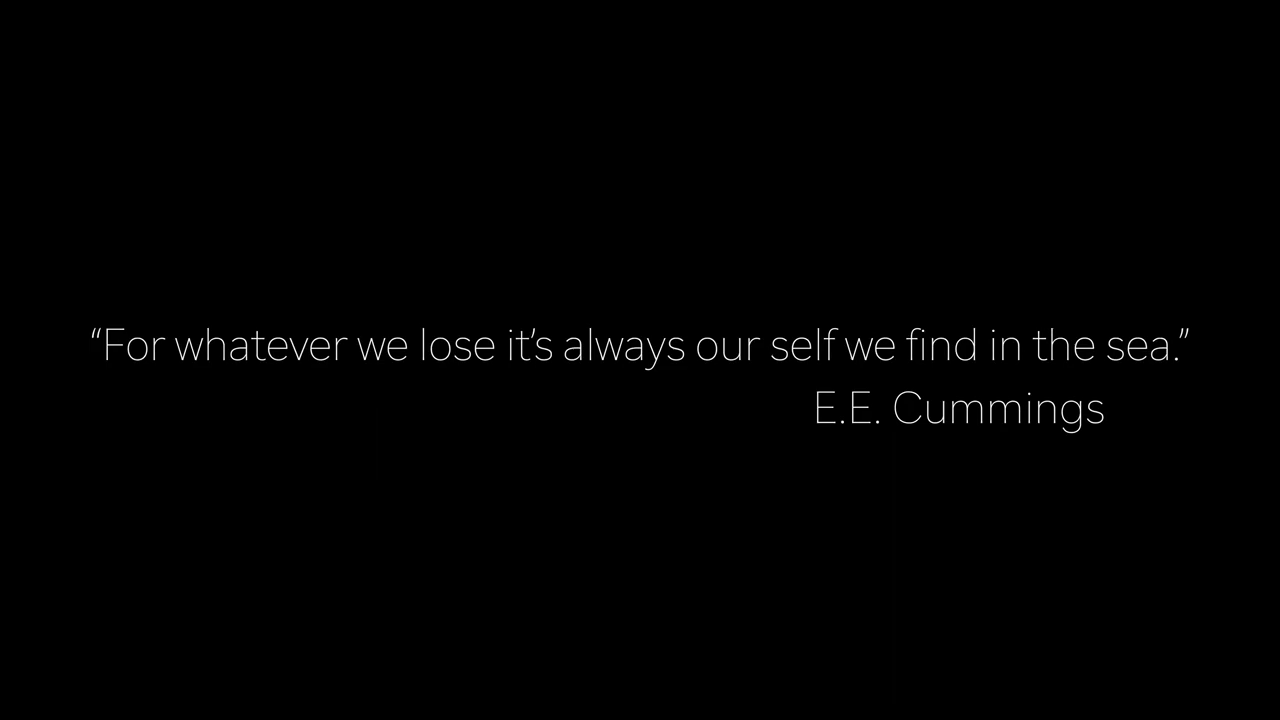 “For whatever we lose it’s always our self we find in the sea.”
E.E. Cummings